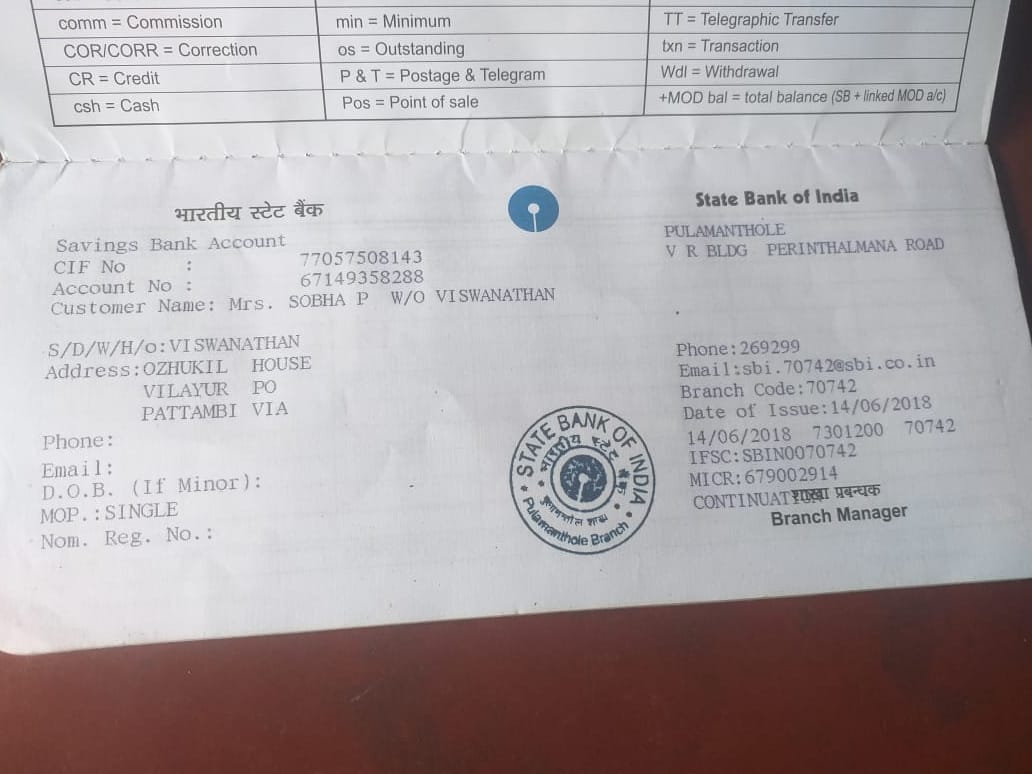 comm = Commission
min = Minimum
TT = Telegraphic Transfer
COR/CORR = Correction
os = Outstanding
txn = Transaction
CR = Credit
P & T = Postage & Telegram
Wdl = Withdrawal
csh = Cash
Pos = Point of sale
+MOD bal = total balance (SB + linked MOD a/c)
भारतीय स्टेट बैंक
Savings Bank Account
CIF No : 77057508143
Account No : 67149358288
Customer Name: Mrs. SOBHA P W/O VISWANATHAN
S/D/W/H/o:VISWANATHAN
Address:OZHUKIL HOUSE
VILAYUR PO
PATTAMBI VIA
Phone:
Email:
D.O.B. (If Minor):
MOP.:SINGLE
Nom. Reg. No.:
State Bank of India
PULAMANTHOLE
V R BLDG PERINTHALMANA ROAD
Phone:269299
Email:sbi.70742@sbi.co.in
Branch Code:70742
Date of Issue:14/06/2018
14/06/2018 7301200 70742
IFSC:SBIN0070742
MICR:679002914
CONTINUAT
शाखा प्रबन्धक
Branch Manager
STATE BANK OF INDIA
भारतीय स्टेट बैंक
Pulamanthole Branch